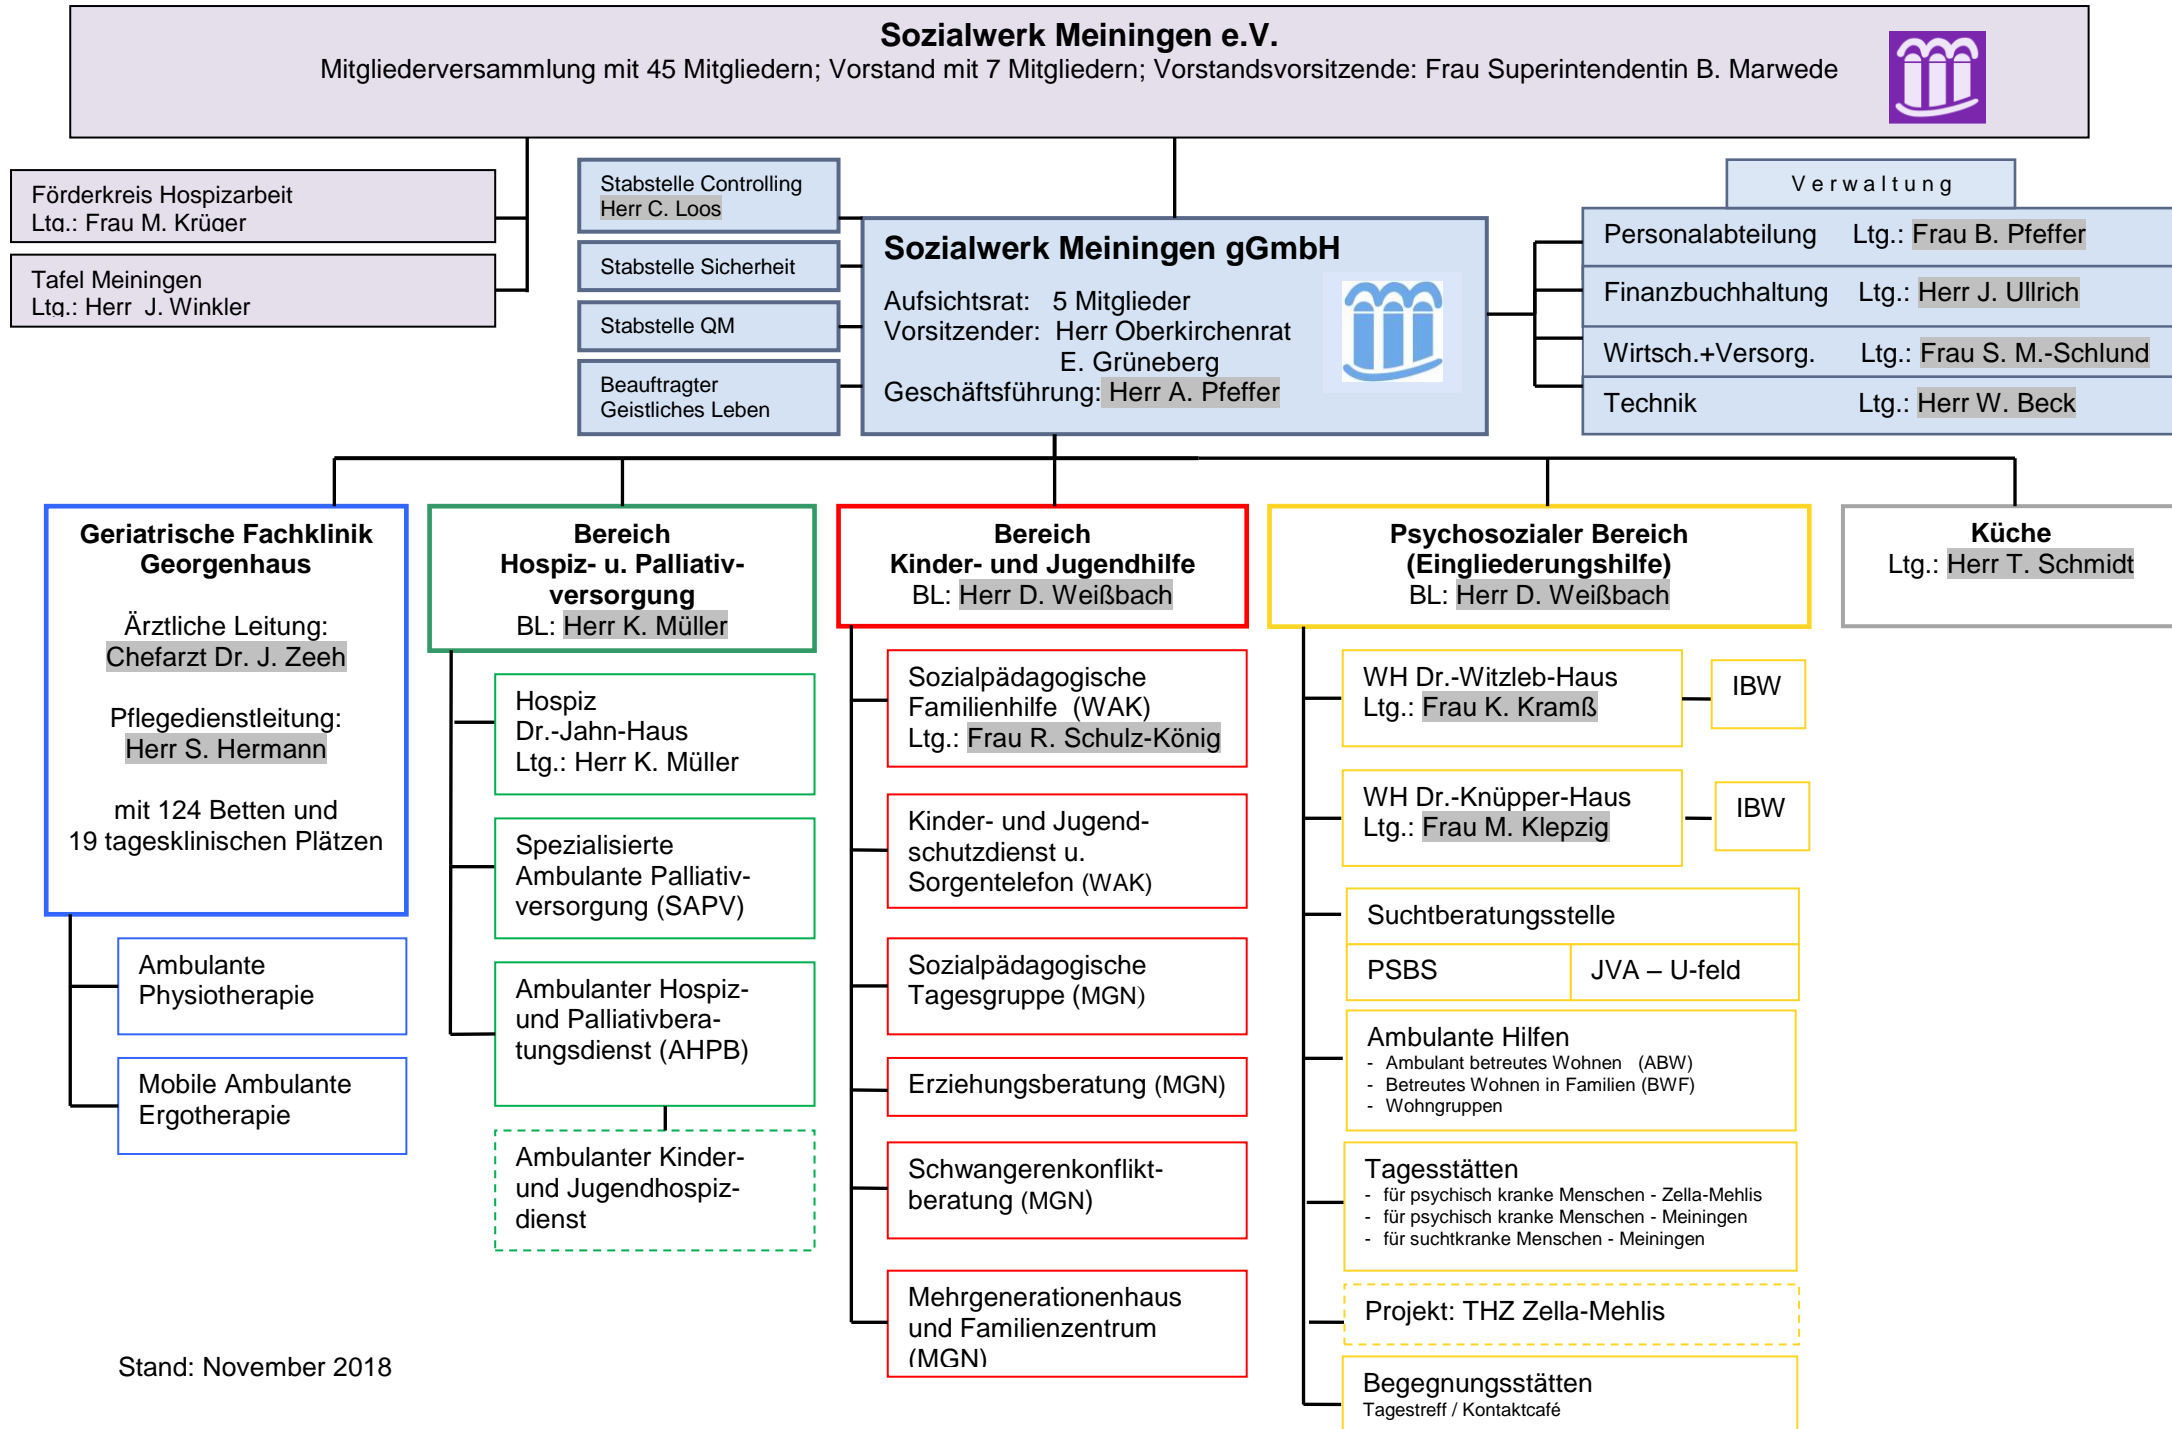 Sozialwerk Meiningen e.V.
Mitgliederversammlung mit 45 Mitgliedern; Vorstand mit 7 Mitgliedern; Vorstandsvorsitzende: Frau Superintendentin B. Marwede
Förderkreis Hospizarbeit
Ltg.: Frau M. Krüger
Tafel Meiningen
Ltg.: Herr J. Winkler
Stabstelle Controlling
Herr C. Loos
Stabstelle Sicherheit
Stabstelle QM
Beauftragter
Geistliches Leben
Sozialwerk Meiningen gGmbH
Aufsichtsrat: 5 Mitglieder
Vorsitzender: Herr Oberkirchenrat
E. Grüneberg
Geschäftsführung: Herr A. Pfeffer
Verwaltung
Personalabteilung Ltg.: Frau B. Pfeffer
Finanzbuchhaltung Ltg.: Herr J. Ullrich
Wirtsch.+Versorg. Ltg.: Frau S. M.-Schlund
Technik Ltg.: Herr W. Beck
Geriatrische Fachklinik
Georgenhaus
Ärztliche Leitung:
Chefarzt Dr. J. Zeeh
Pflegedienstleitung:
Herr S. Hermann
mit 124 Betten und
19 tagesklinischen Plätzen
Ambulante
Physiotherapie
Mobile Ambulante
Ergotherapie
Bereich
Hospiz- u. Palliativ-
versorgung
BL: Herr K. Müller
Hospiz
Dr.-Jahn-Haus
Ltg.: Herr K. Müller
Spezialisierte
Ambulante Palliativ-
versorgung (SAPV)
Ambulanter Hospiz-
und Palliativbera-
tungsdienst (AHPB)
Ambulanter Kinder-
und Jugendhospiz-
dienst
Bereich
Kinder- und Jugendhilfe
BL: Herr D. Weißbach
Sozialpädagogische
Familienhilfe (WAK)
Ltg.: Frau R. Schulz-König
Kinder- und Jugend-
schutzdienst u.
Sorgentelefon (WAK)
Sozialpädagogische
Tagesgruppe (MGN)
Erziehungsberatung (MGN)
Schwangerenkonflikt-
beratung (MGN)
Mehrgenerationenhaus
und Familienzentrum
(MGN)
Psychosozialer Bereich
(Eingliederungshilfe)
BL: Herr D. Weißbach
WH Dr.-Witzleb-Haus
Ltg.: Frau K. Kramß
IBW
WH Dr.-Knüpper-Haus
Ltg.: Frau M. Klepzig
IBW
Suchtberatungsstelle
PSBS JVA – U-feld
Ambulante Hilfen
- Ambulant betreutes Wohnen (ABW)
- Betreutes Wohnen in Familien (BWF)
- Wohngruppen
Tagesstätten
- für psychisch kranke Menschen - Zella-Mehlis
- für psychisch kranke Menschen - Meiningen
- für suchtkranke Menschen - Meiningen
Projekt: THZ Zella-Mehlis
Begegnungsstätten
Tagestreff / Kontaktcafé
Küche
Ltg.: Herr T. Schmidt
Stand: November 2018